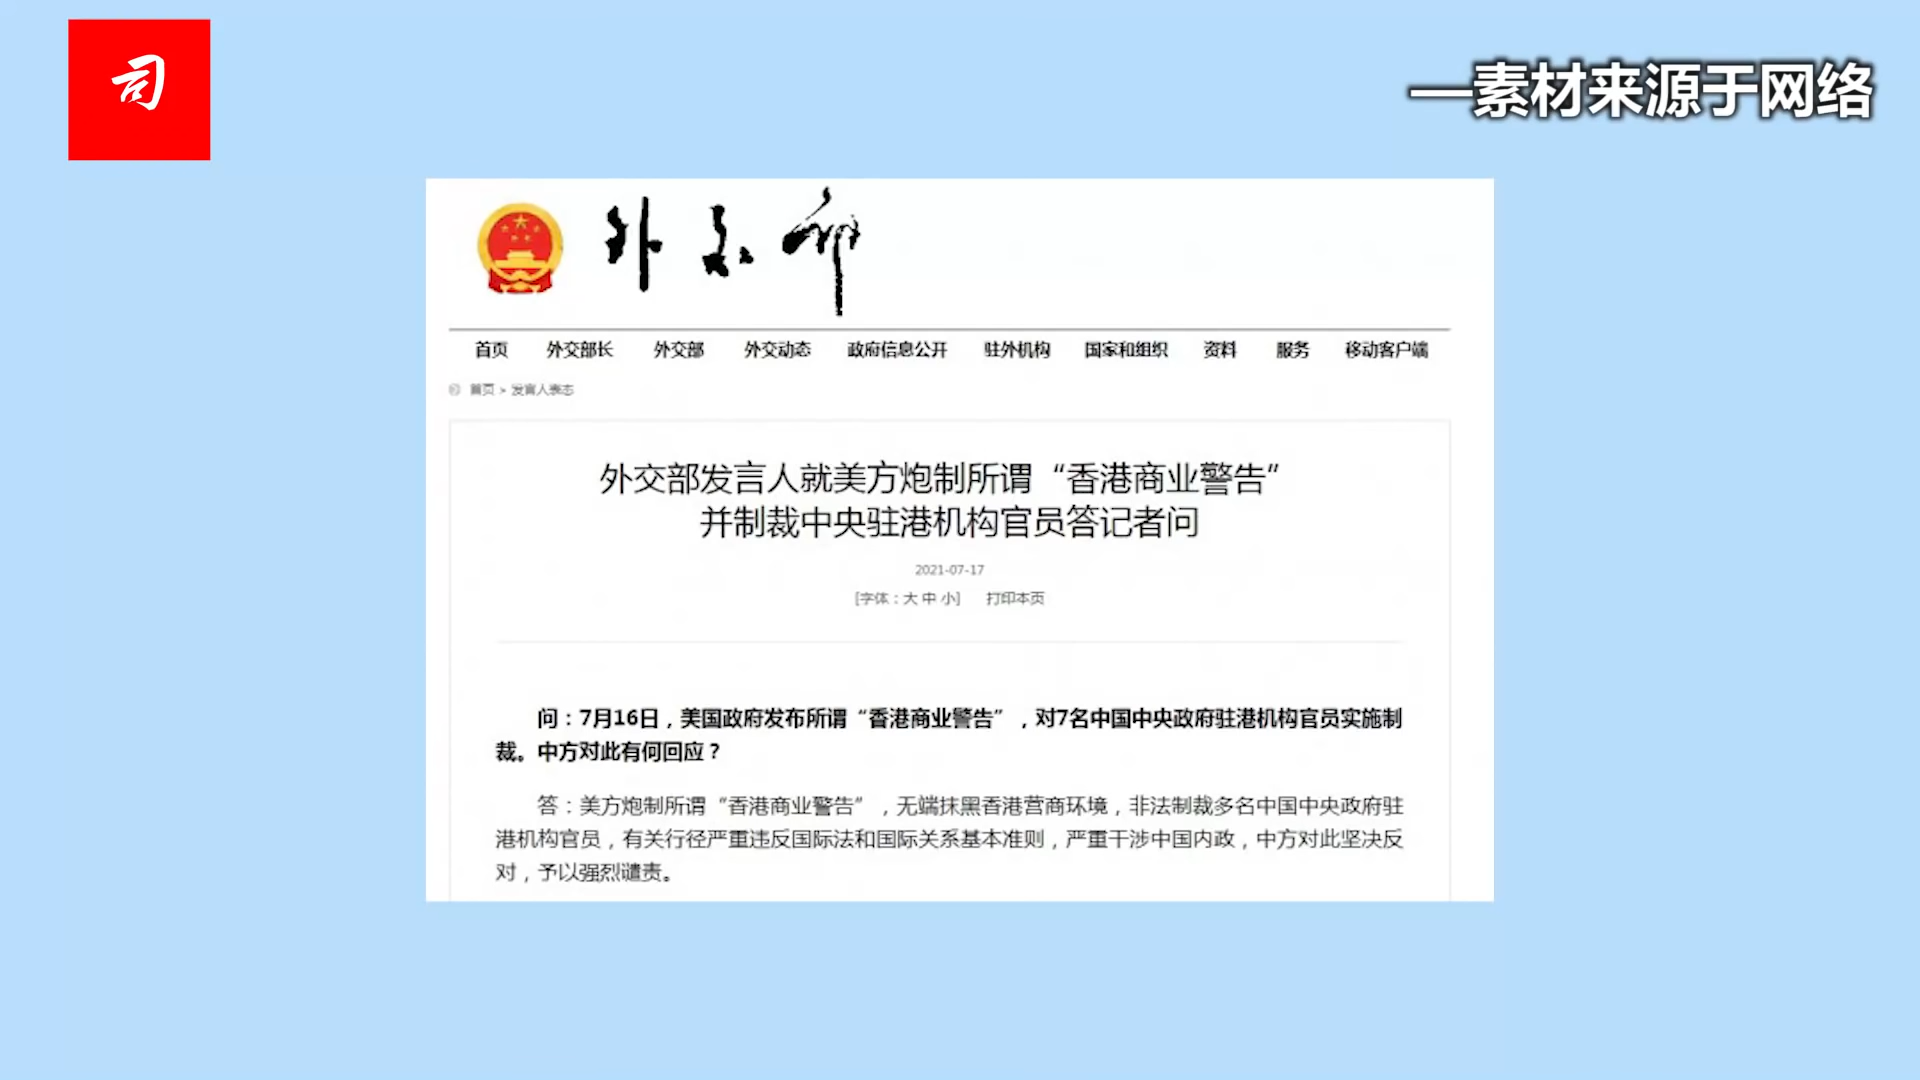 司
—素材来源于网络
外交部
首页 外交部长 外交部 外交动态 政府信息公开 驻外机构 国家和组织 资料 服务 移动客户端
首页 > 发言人表态
外交部发言人就美方炮制所谓“香港商业警告”
并制裁中央驻港机构官员答记者问
2021-07-17
[字体：大 中 小] 打印本页
问：7月16日，美国政府发布所谓“香港商业警告”，对7名中国中央政府驻港机构官员实施制
裁。中方对此有何回应？
答：美方炮制所谓“香港商业警告”，无端抹黑香港营商环境，非法制裁多名中国中央政府驻
港机构官员，有关行径严重违反国际法和国际关系基本准则，严重干涉中国内政，中方对此坚决反
对，予以强烈谴责。